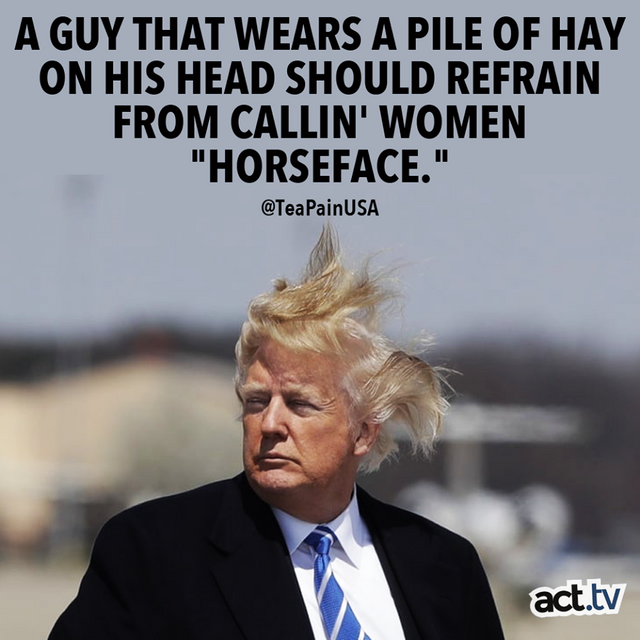 A GUY THAT WEARS A PILE OF HAY
ON HIS HEAD SHOULD REFRAIN
FROM CALLIN' WOMEN
"HORSEFACE."
@TeaPainUSA
act.tv